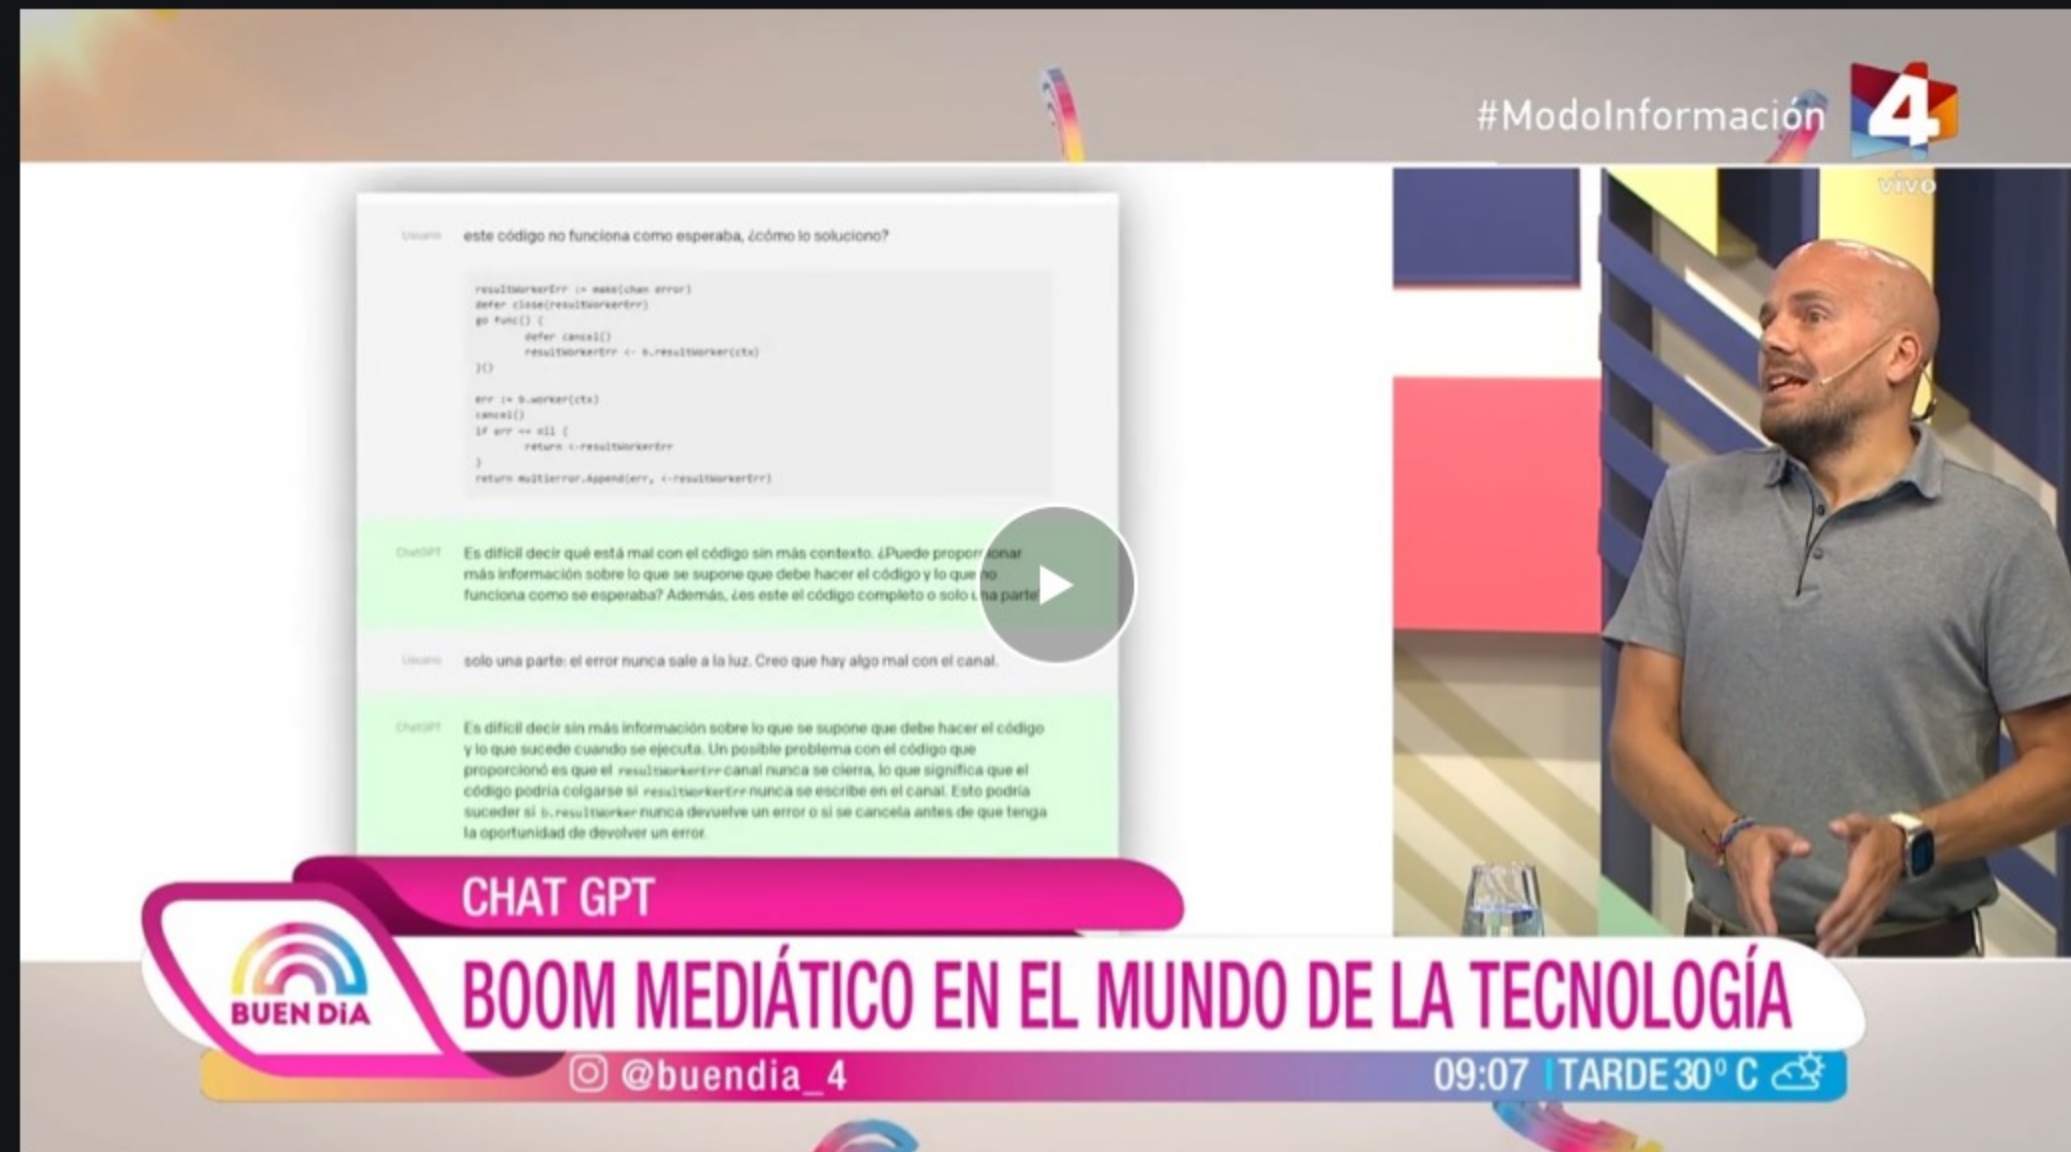 #ModoInformación
4
vivo
Usuario este código no funciona como esperaba, ¿cómo lo soluciono?
resultWorkerErr := make(chan error)
defer close(resultWorkerErr)
go func() {
defer cancel()
resultWorkerErr <- b.resultWorker(ctx)
}()
err := b.worker(ctx)
cancel()
if err == nil {
return <-resultWorkerErr
}
return multierror.Append(err, <-resultWorkerErr)
ChatGPT Es difícil decir qué está mal con el código sin más contexto. ¿Puede proporcionar
más información sobre lo que se supone que debe hacer el código y lo que no
funciona como se esperaba? Además, ¿es este el código completo o solo una parte?
Usuario solo una parte: el error nunca sale a la luz. Creo que hay algo mal con el canal.
ChatGPT Es difícil decir sin más información sobre lo que se supone que debe hacer el código
y lo que sucede cuando se ejecuta. Un posible problema con el código que
proporcionó es que el resultWorkerErr canal nunca se cierra, lo que significa que el
código podría colgarse si resultWorkerErr nunca se escribe en el canal. Esto podría
suceder si b.resultWorker nunca devuelve un error o si se cancela antes de que tenga
la oportunidad de devolver un error.
CHAT GPT
BUEN DiA
BOOM MEDIÁTICO EN EL MUNDO DE LA TECNOLOGÍA
@buendia_4
09:07 TARDE 30° C